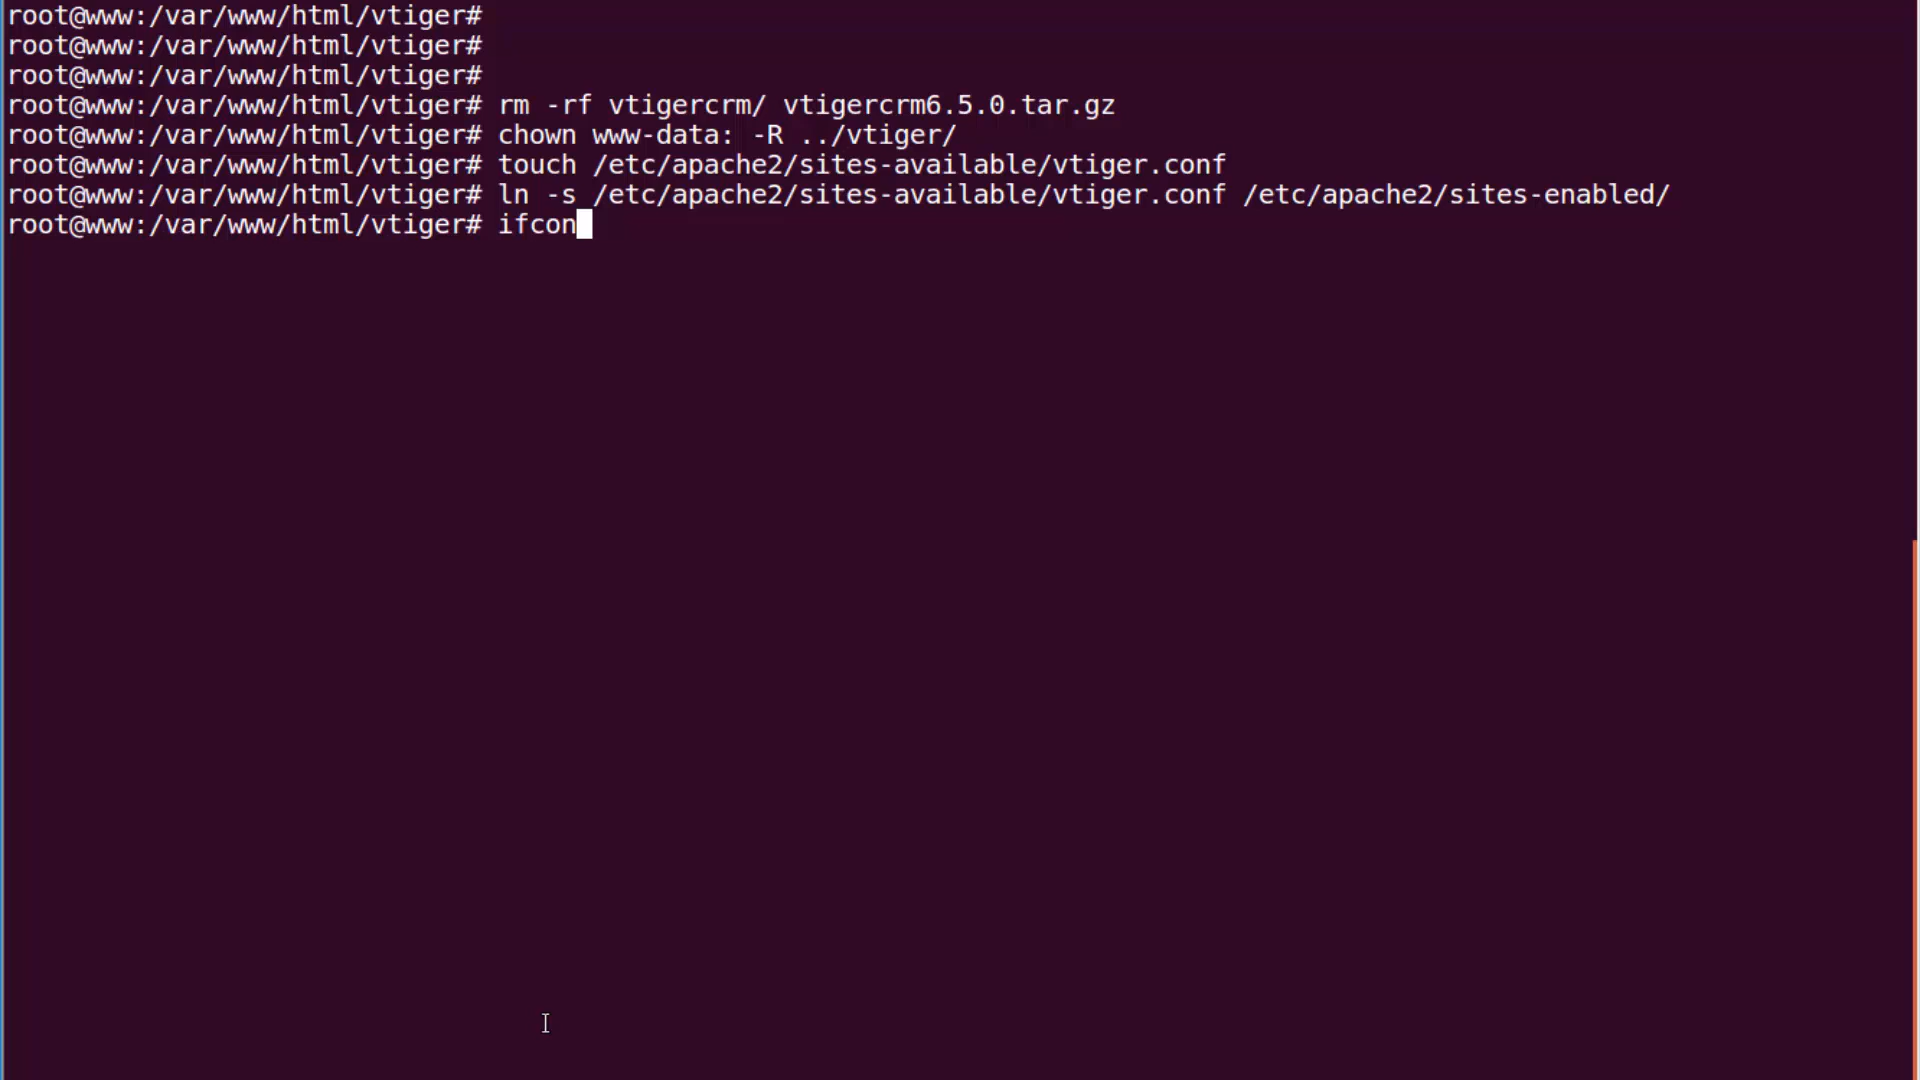 root@www:/var/www/html/vtiger#
root@www:/var/www/html/vtiger#
root@www:/var/www/html/vtiger#
root@www:/var/www/html/vtiger# rm -rf vtigercrm/ vtigercrm6.5.0.tar.gz
root@www:/var/www/html/vtiger# chown www-data: -R ../vtiger/
root@www:/var/www/html/vtiger# touch /etc/apache2/sites-available/vtiger.conf
root@www:/var/www/html/vtiger# ln -s /etc/apache2/sites-available/vtiger.conf /etc/apache2/sites-enabled/
root@www:/var/www/html/vtiger# ifcon